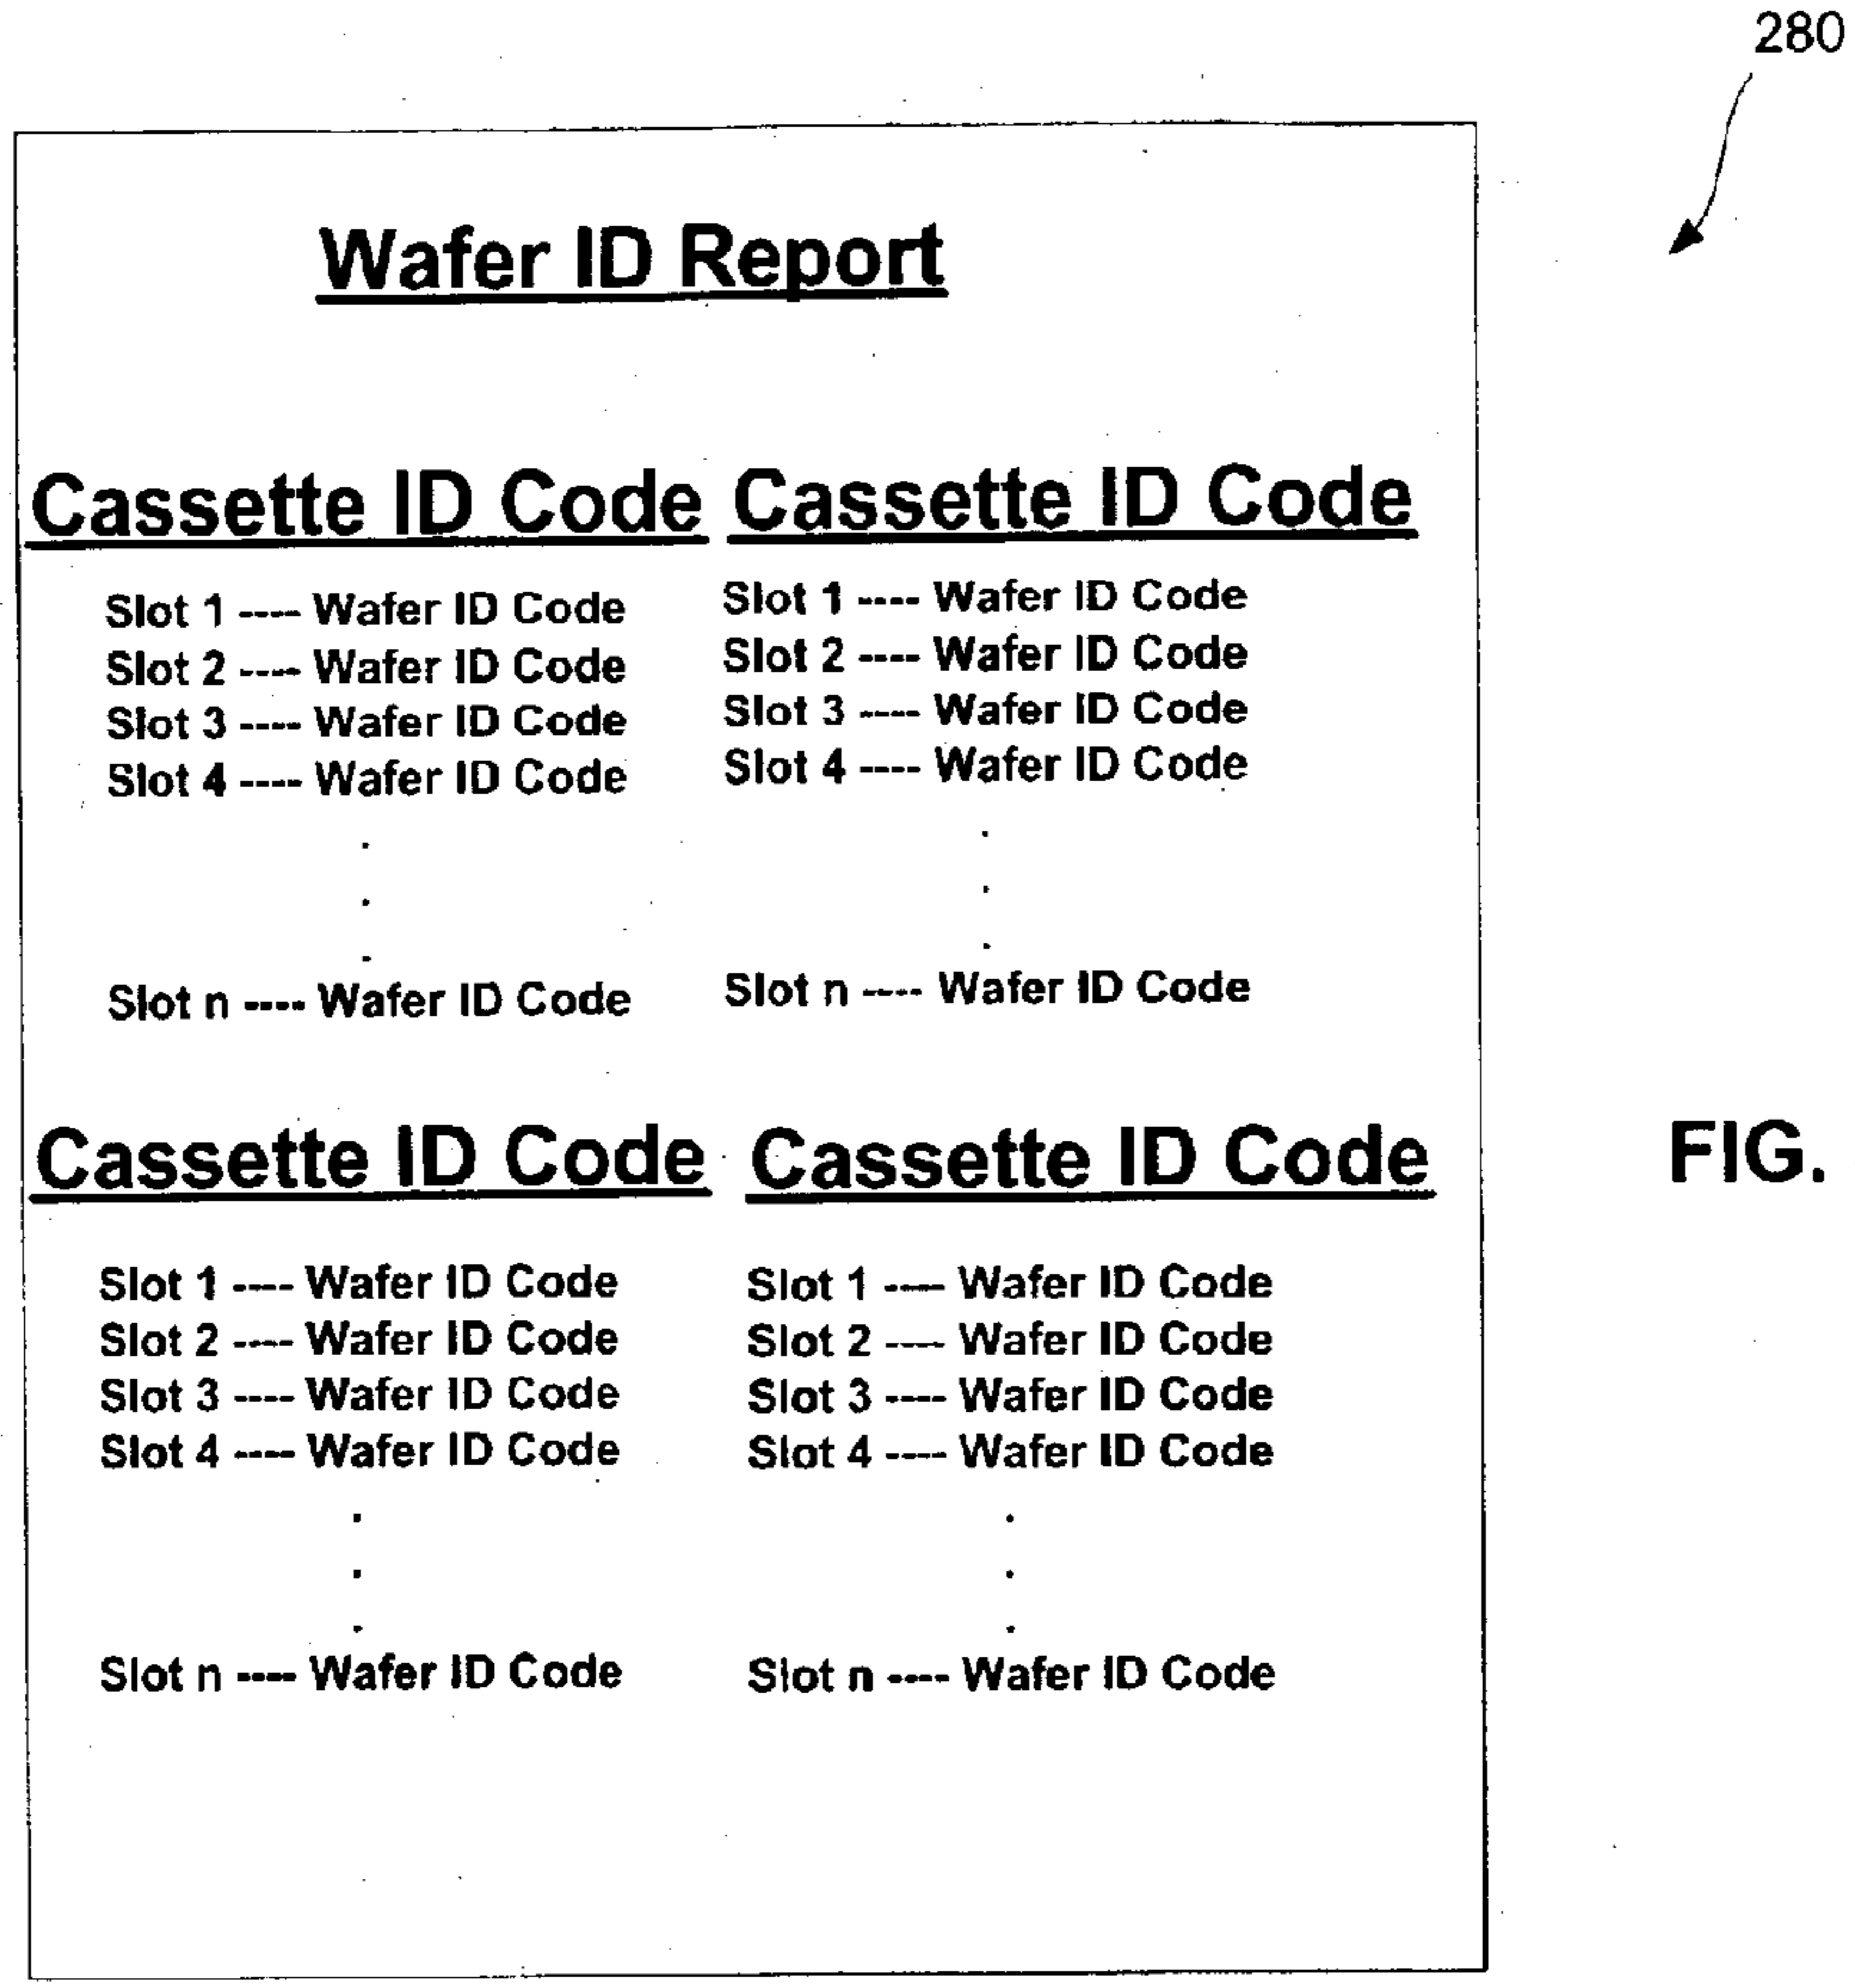 280
Wafer ID Report
Cassette ID Code Cassette ID Code
Slot 1 ---- Wafer ID Code Slot 1 ---- Wafer ID Code
Slot 2 ---- Wafer ID Code Slot 2 ---- Wafer ID Code
Slot 3 ---- Wafer ID Code Slot 3 ---- Wafer ID Code
Slot 4 ---- Wafer ID Code Slot 4 ---- Wafer ID Code
.
.
.
Slot n ---- Wafer ID Code Slot n ---- Wafer ID Code
Cassette ID Code Cassette ID Code
FIG.
Slot 1 ---- Wafer ID Code Slot 1 ---- Wafer ID Code
Slot 2 ---- Wafer ID Code Slot 2 ---- Wafer ID Code
Slot 3 ---- Wafer ID Code Slot 3 ---- Wafer ID Code
Slot 4 ---- Wafer ID Code Slot 4 ---- Wafer ID Code
.
.
.
Slot n ---- Wafer ID Code Slot n ---- Wafer ID Code